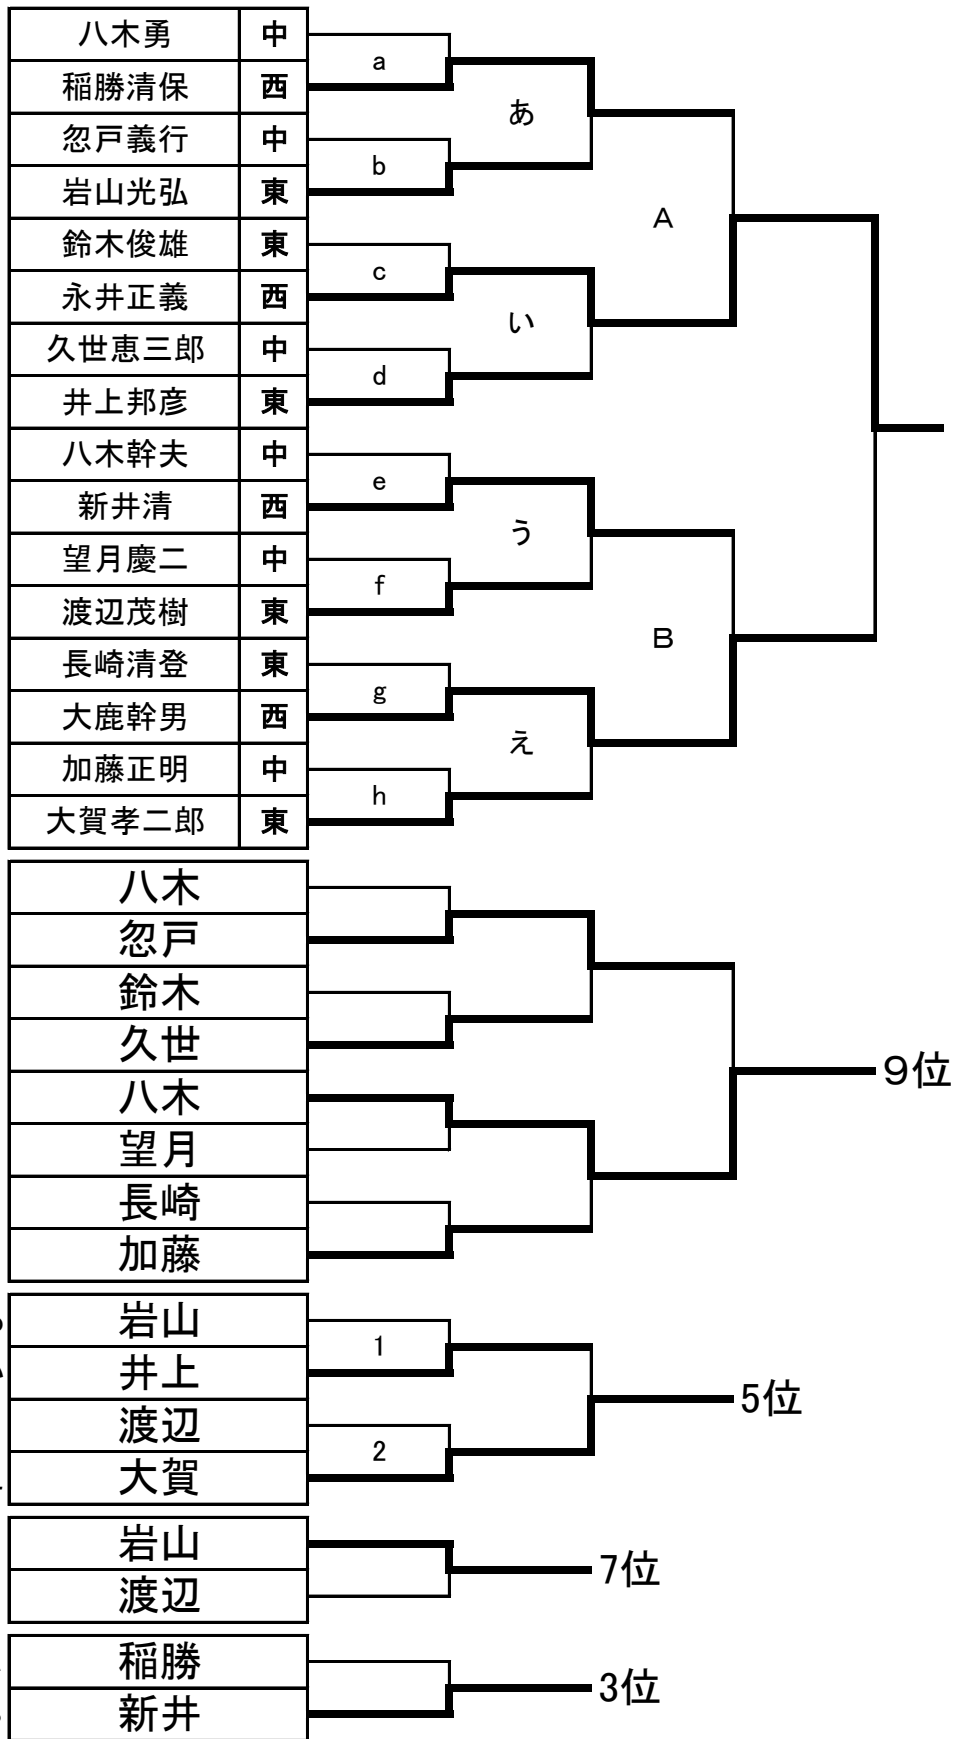 八木勇 中
稲勝清保 西
a
あ
忽戸義行 中
岩山光弘 東
b
A
鈴木俊雄 東
永井正義 西
c
い
久世恵三郎 中
井上邦彦 東
d
八木幹夫 中
新井清 西
e
う
望月慶二 中
渡辺茂樹 東
f
B
長崎清登 東
大鹿幹男 西
g
え
加藤正明 中
大賀孝二郎 東
h
八木
忽戸
鈴木
久世
八木
望月
長崎
加藤
9位
岩山
井上
1
渡辺
大賀
2
5位
岩山
渡辺
7位
稲勝
新井
3位